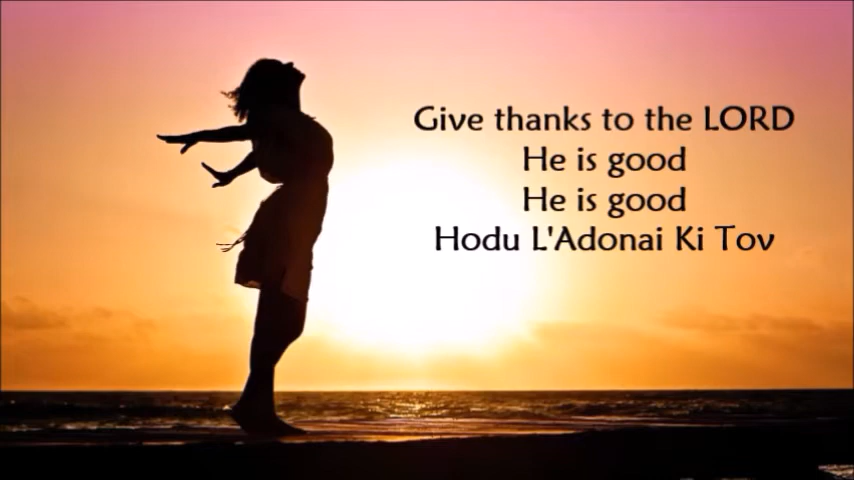 Give thanks to the LORD
He is good
He is good
Hodu L'Adonai Ki Tov